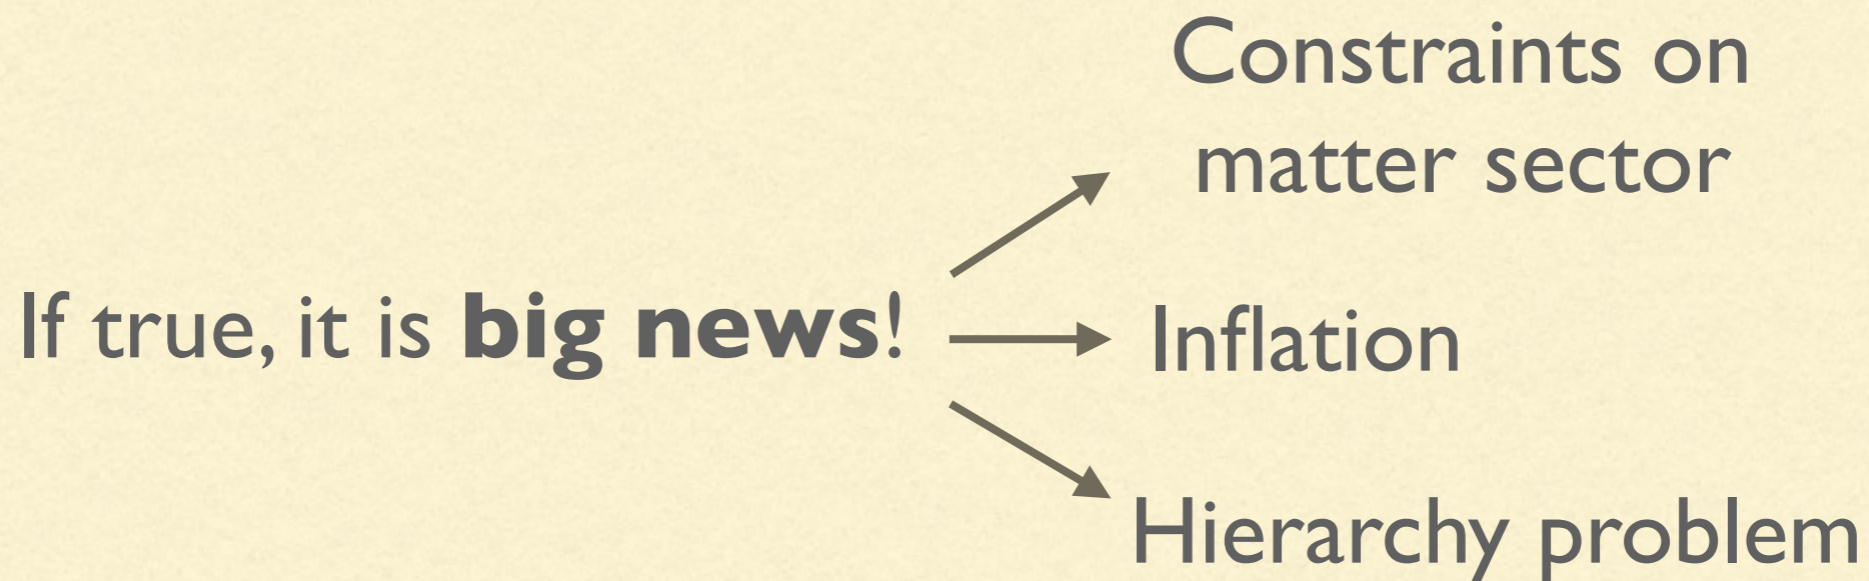 Constraints on
matter sector
If true, it is big news!
Inflation
Hierarchy problem